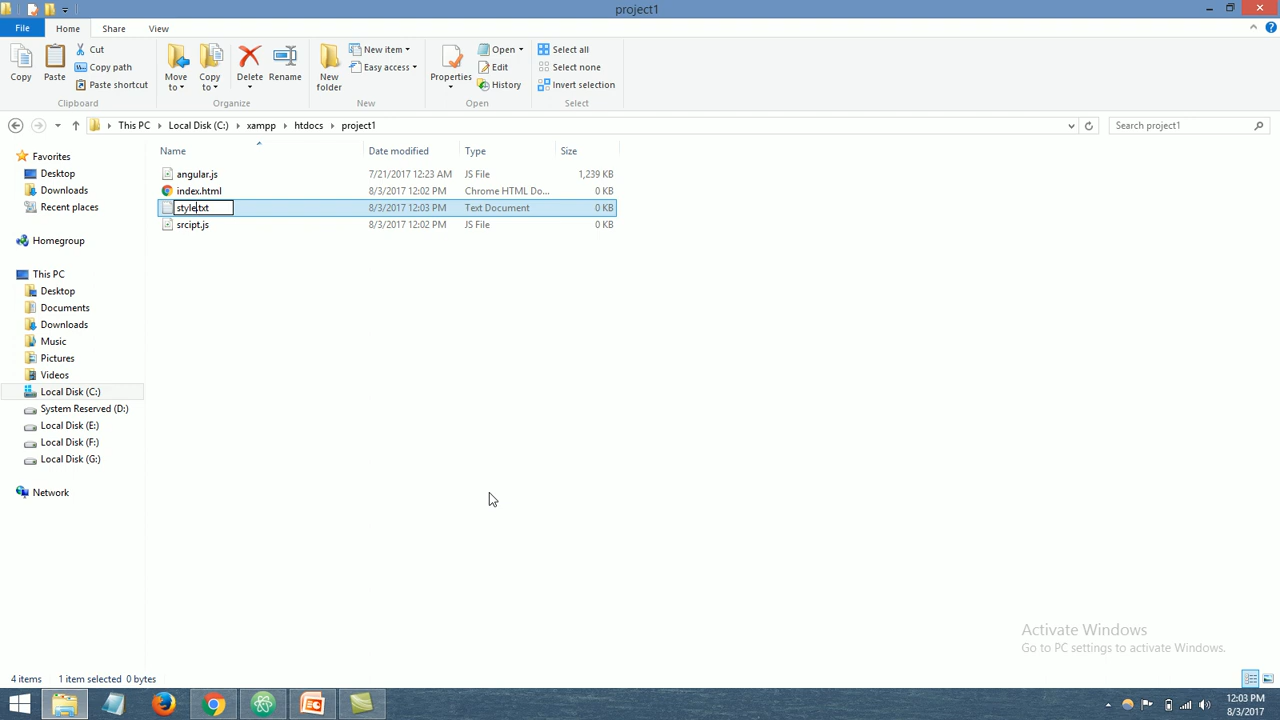 project1
File Home Share View
Copy
Paste
Cut
Copy path
Paste shortcut
Clipboard
Move to
Copy to
Delete
Rename
Organize
New folder
New item
Easy access
New
Properties
Open
Edit
History
Open
Select all
Select none
Invert selection
Select
This PC Local Disk (C:) xampp htdocs project1
Search project1
Favorites
Desktop
Downloads
Recent places
Homegroup
This PC
Desktop
Documents
Downloads
Music
Pictures
Videos
Local Disk (C:)
System Reserved (D:)
Local Disk (E:)
Local Disk (F:)
Local Disk (G:)
Network
Name Date modified Type Size
angular.js 7/21/2017 12:23 AM JS File 1,239 KB
index.html 8/3/2017 12:02 PM Chrome HTML Do... 0 KB
style.txt 8/3/2017 12:03 PM Text Document 0 KB
srcipt.js 8/3/2017 12:02 PM JS File 0 KB
Activate Windows
Go to PC settings to activate Windows.
4 items 1 item selected 0 bytes
12:03 PM
8/3/2017